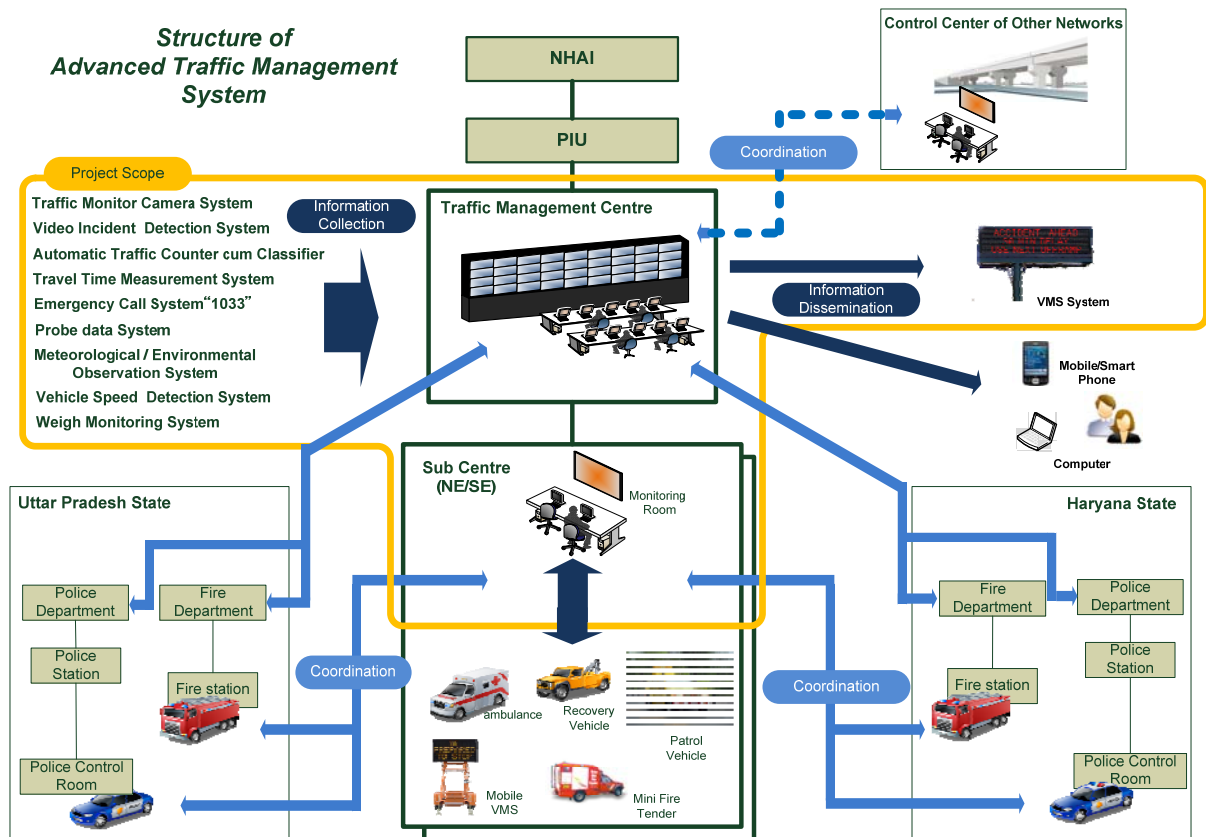 Structure of
Advanced Traffic Management
System
NHAI
PIU
Control Center of Other Networks
Coordination
Project Scope
Traffic Monitor Camera System
Video Incident Detection System
Automatic Traffic Counter cum Classifier
Travel Time Measurement System
Emergency Call System“1033”
Probe data System
Meteorological / Environmental
Observation System
Vehicle Speed Detection System
Weigh Monitoring System
Information
Collection
Traffic Management Centre
Information
Dissemination
ACCIDENT AHEAD
VMS System
Mobile/Smart
Phone
Computer
Sub Centre
(NE/SE)
Monitoring
Room
Uttar Pradesh State
Police
Department
Fire
Department
Police
Station
Fire station
Police Control
Room
Coordination
ambulance
Recovery
Vehicle
Patrol
Vehicle
Mobile
VMS
Mini Fire
Tender
Coordination
Haryana State
Fire
Department
Police
Department
Police
Station
Fire station
Police Control
Room